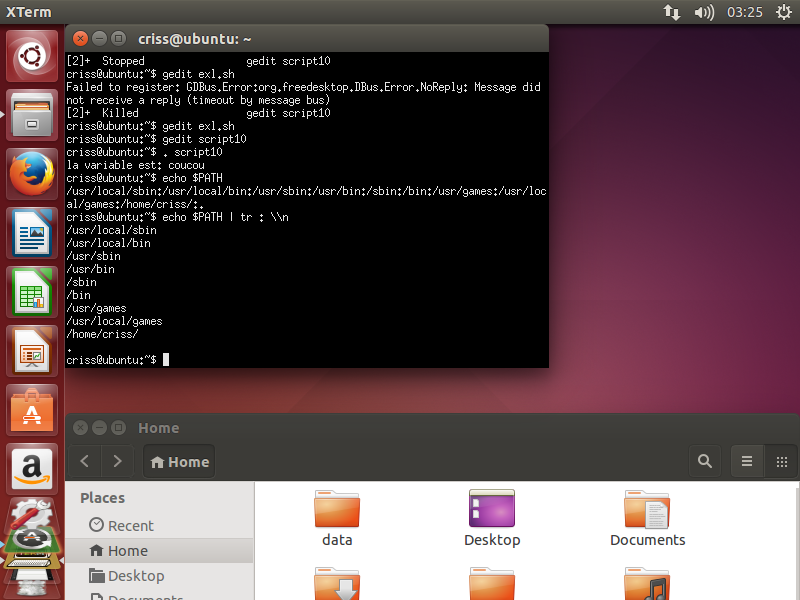 XTerm
03:25
criss@ubuntu: ~
[2]+  Stopped                 gedit script10
criss@ubuntu:~$ gedit exl.sh
Failed to register: GDBus.Error:org.freedesktop.DBus.Error.NoReply: Message did
not receive a reply (timeout by message bus)
[2]+  Killed                  gedit script10
criss@ubuntu:~$ gedit exl.sh
criss@ubuntu:~$ gedit script10
criss@ubuntu:~$ . script10
la variable est: coucou
criss@ubuntu:~$ echo $PATH
/usr/local/sbin:/usr/local/bin:/usr/sbin:/usr/bin:/sbin:/bin:/usr/games:/usr/loc
al/games:/home/criss/:.
criss@ubuntu:~$ echo $PATH | tr : \\n
/usr/local/sbin
/usr/local/bin
/usr/sbin
/usr/bin
/sbin
/bin
/usr/games
/usr/local/games
/home/criss/
.
criss@ubuntu:~$
Home
Home
Places
Recent
Home
Desktop
Documents
data
Desktop
Documents